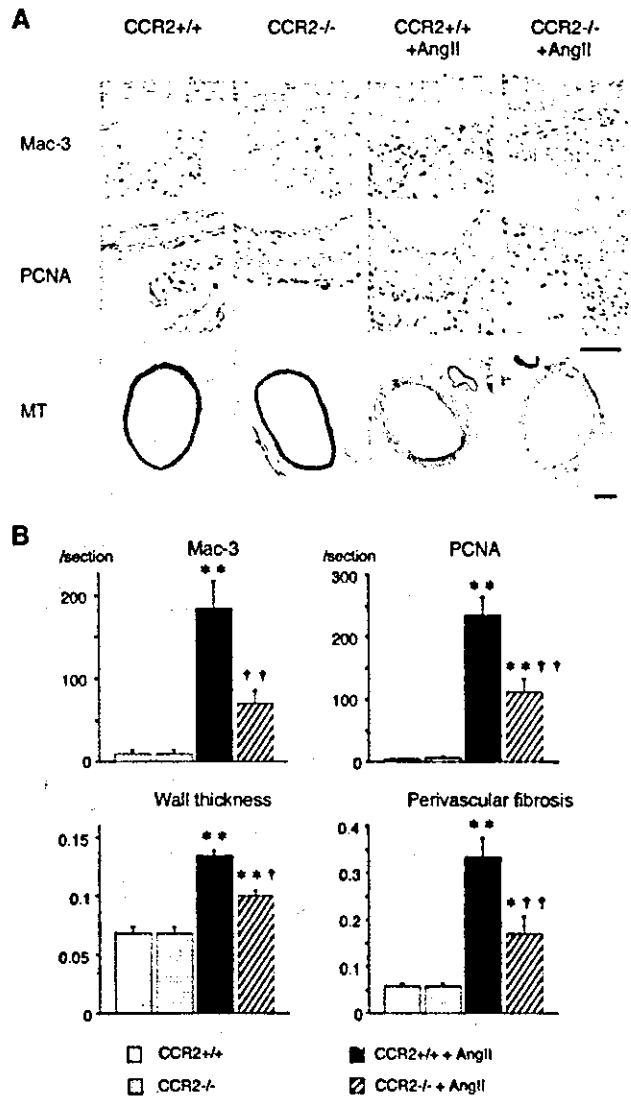 A
CCR2+/+ CCR2-/- CCR2+/+ +AngII CCR2-/- +AngII
Mac-3
PCNA
MT
B
/section Mac-3 /section PCNA
200 ** 300 **
100 †† 200 **††
0 100
0
Wall thickness Perivascular fibrosis
0.15 ** 0.4 **
0.1 **† 0.3 *††
0.05 0.2
0 0.1
0
CCR2+/+ CCR2+/+ + AngII
CCR2-/- CCR2-/- + AngII